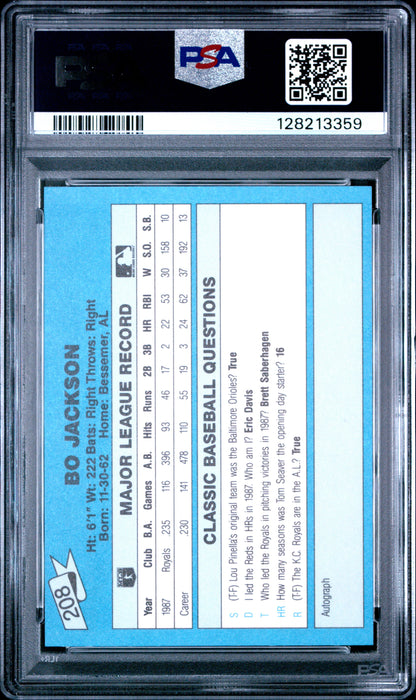 PSA
128213359
208
BO JACKSON
Ht: 6'1" Wt: 222 Bats: Right Throws: Right
Born: 11-30-62 Home: Bessemer, AL
MAJOR LEAGUE RECORD
Year Club B.A. Games A.B. Hits Runs 2B 3B HR RBI W S.O. S.B.
1987 Royals .235 116 396 93 46 17 2 22 53 30 158 10
Career .230 141 478 110 55 19 3 24 62 37 192 13
CLASSIC BASEBALL QUESTIONS
S (T-F) Lou Pinella's original team was the Baltimore Orioles? True
D I led the Reds in HRs in 1987. Who am I? Eric Davis
T Who led the Royals in pitching victories in 1987? Brett Saberhagen
HR How many seasons was Tom Seaver the opening day starter? 16
R (T-F) The K.C. Royals are in the A.L.? True
Autograph
PSA